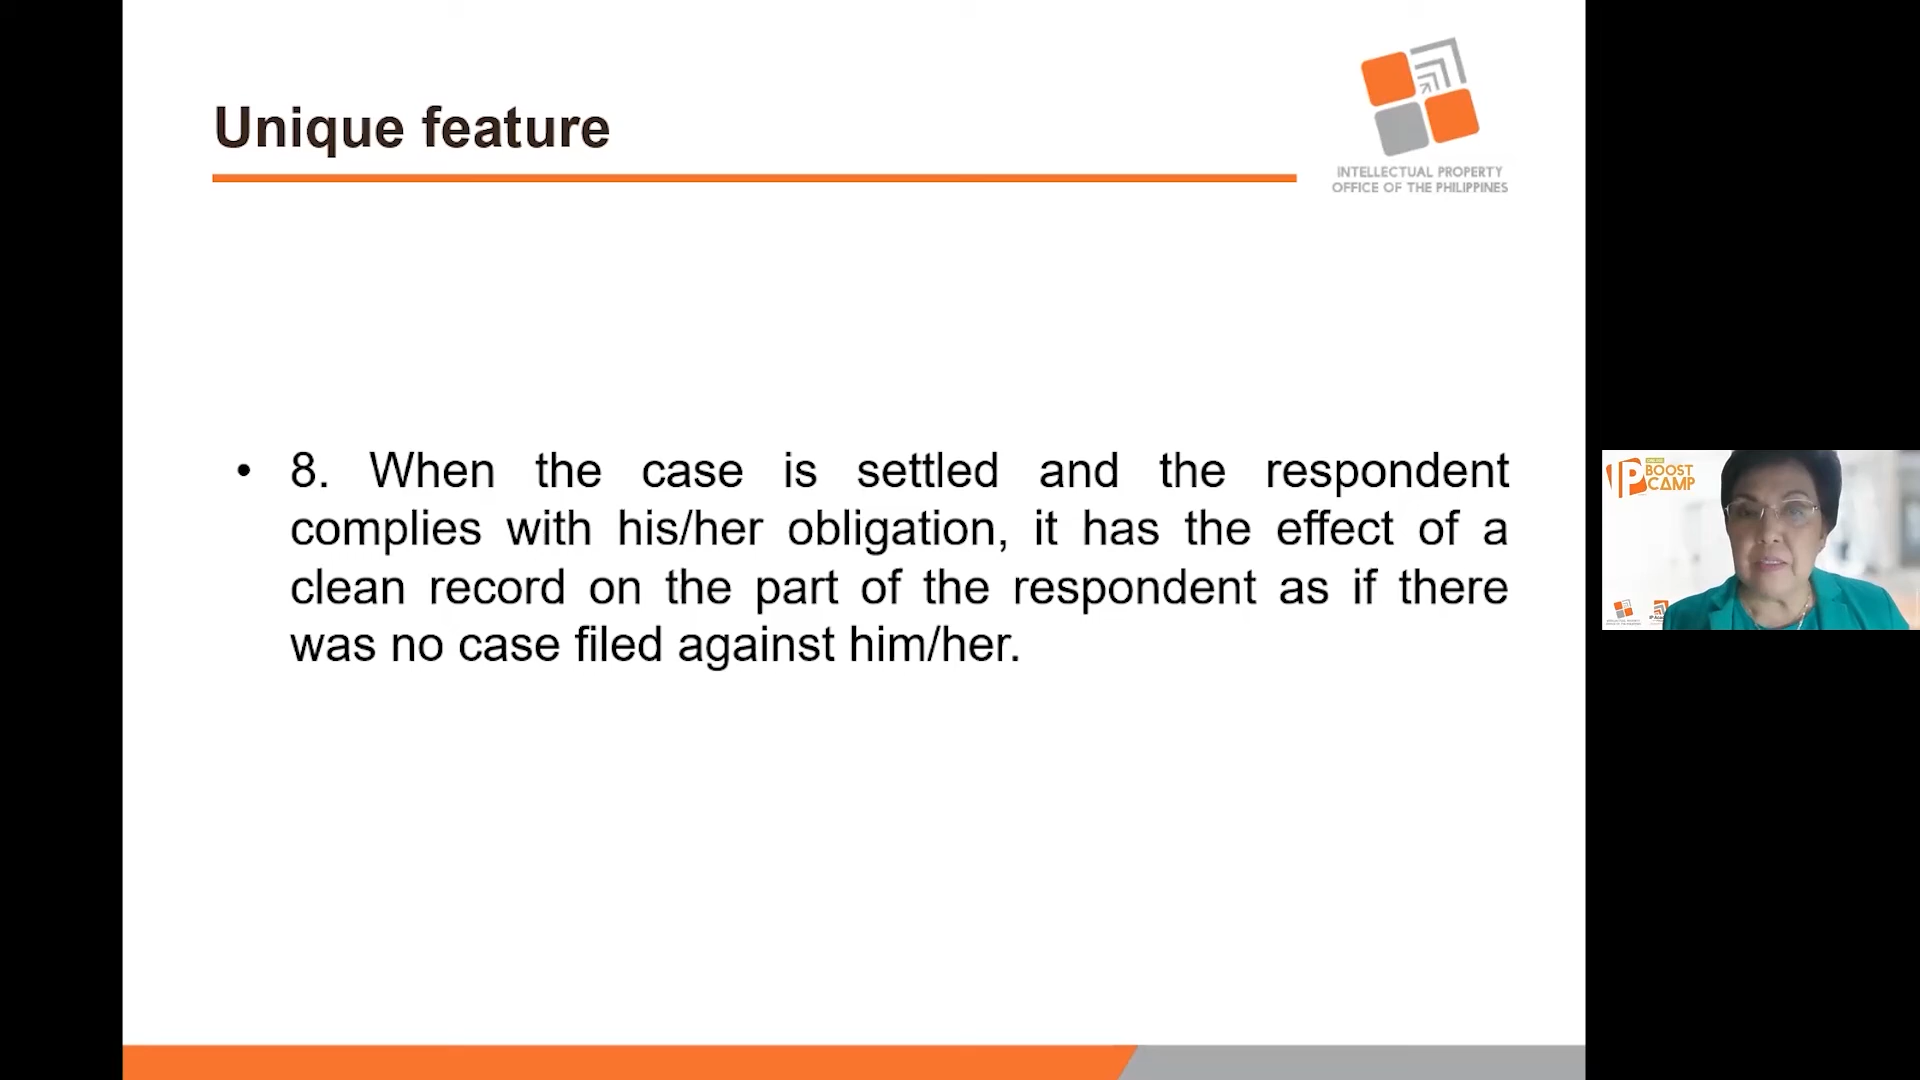 Unique feature
INTELLECTUAL PROPERTY
OFFICE OF THE PHILIPPINES
• 8. When the case is settled and the respondent
complies with his/her obligation, it has the effect of a
clean record on the part of the respondent as if there
was no case filed against him/her.
IP BOOST
CAMP